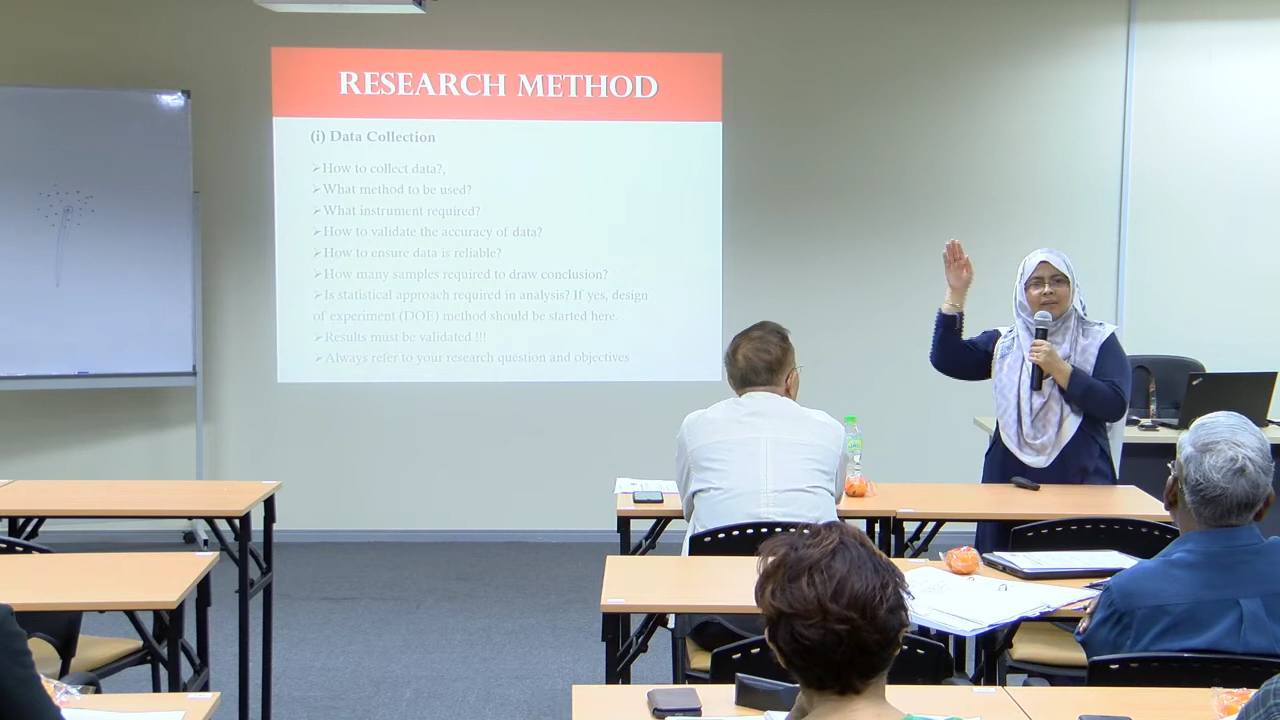 RESEARCH METHOD
(i) Data Collection
➢How to collect data?,
➢What method to be used?
➢What instrument required?
➢How to validate the accuracy of data?
➢How to ensure data is reliable?
➢How many samples required to draw conclusion?
➢Is statistical approach required in analysis? If yes, design
of experiment (DOE) method should be started here.
➢Results must be validated !!!
➢Always refer to your research question and objectives